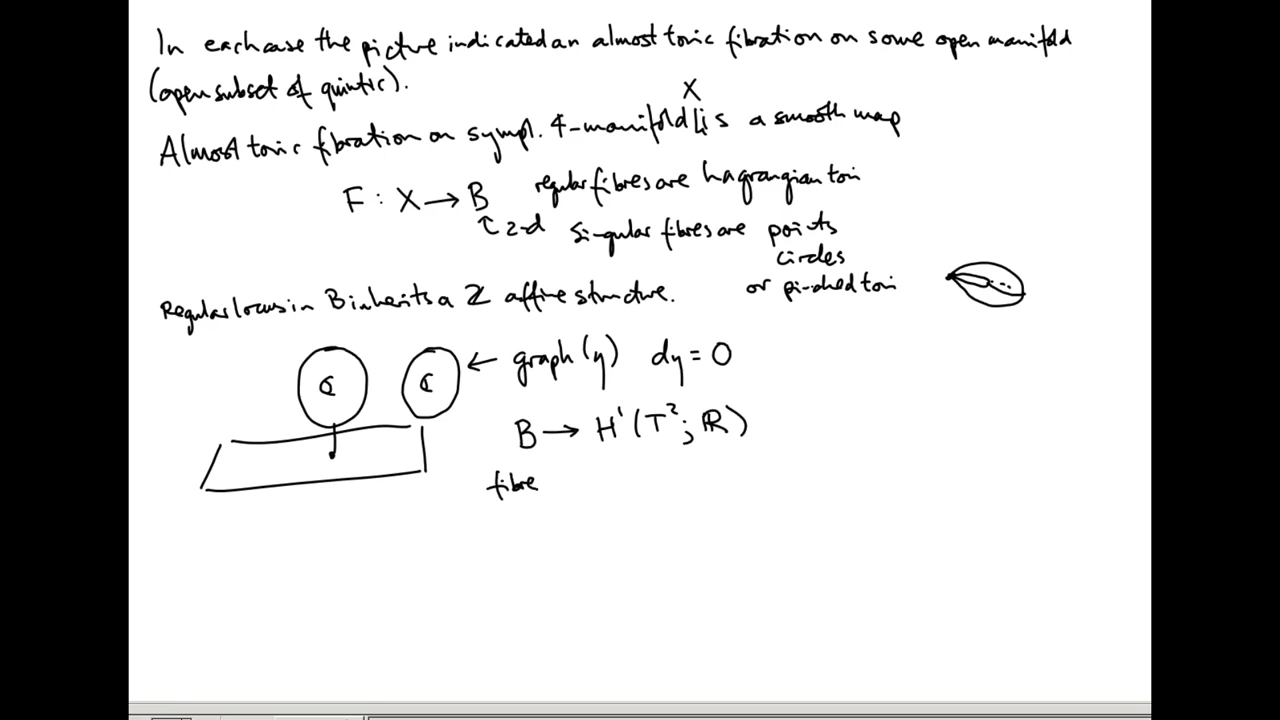 In each case the picture indicated an almost toric fibration on some open manifold
(open subset of quintic).
X
Almost toric fibration on sympl. 4-manifold is a smooth map
F : X → B regular fibres are Lagrangian tori
2-d singular fibres are points
circles
or pinched tori
Regular locus in B inherits a Z affine structure.
← graph(η) dη = 0
B → H¹(T²; ℝ)
fibre